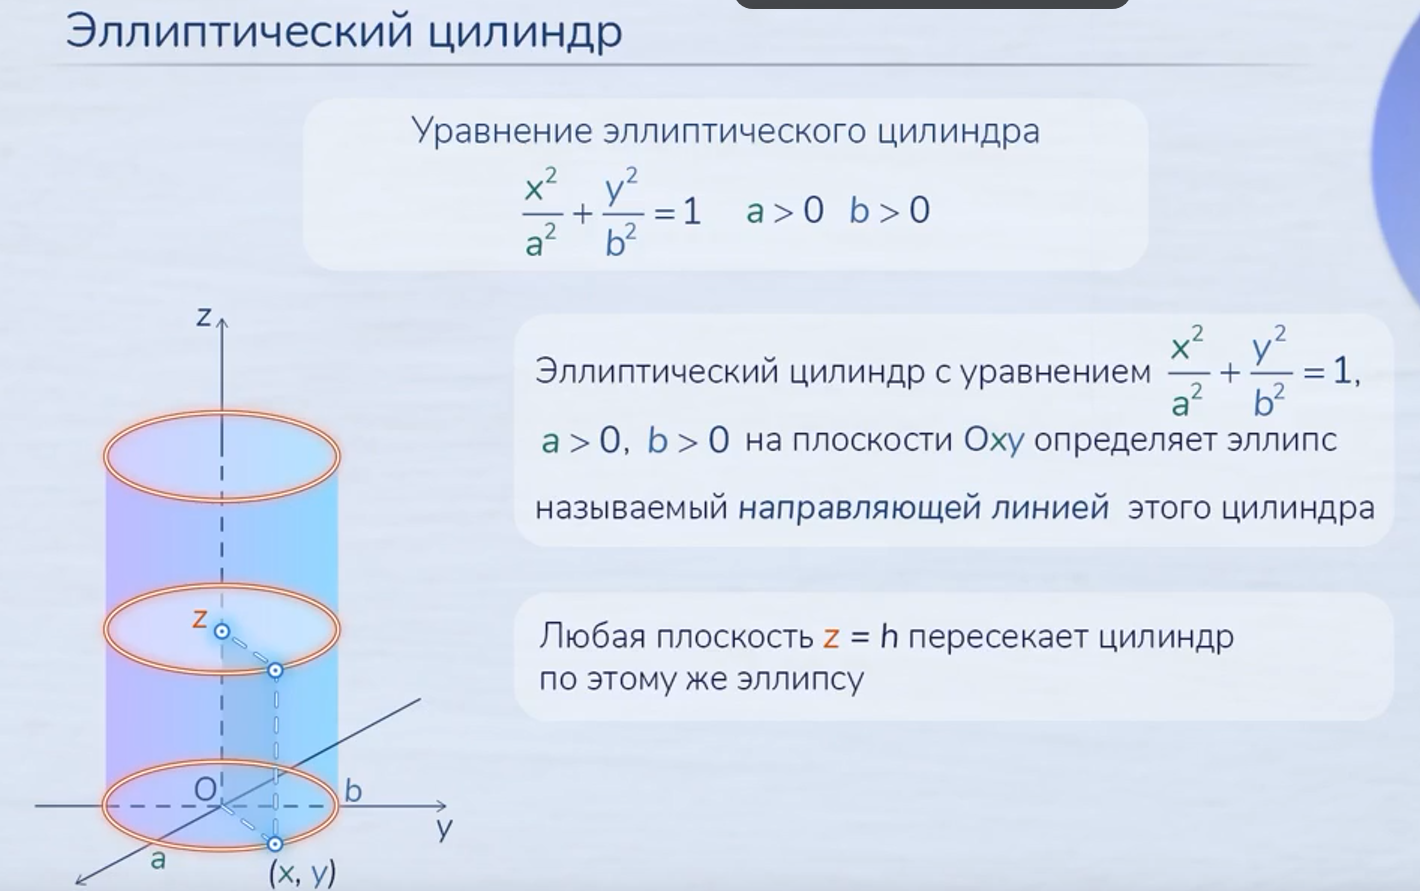 Эллиптический цилиндр
Уравнение эллиптического цилиндра
x²/a² + y²/b² = 1 a > 0 b > 0
Эллиптический цилиндр с уравнением x²/a² + y²/b² = 1,
a > 0, b > 0 на плоскости Oxy определяет эллипс
называемый направляющей линией этого цилиндра
Любая плоскость z = h пересекает цилиндр
по этому же эллипсу
z
z
O
b
y
a
(x, y)